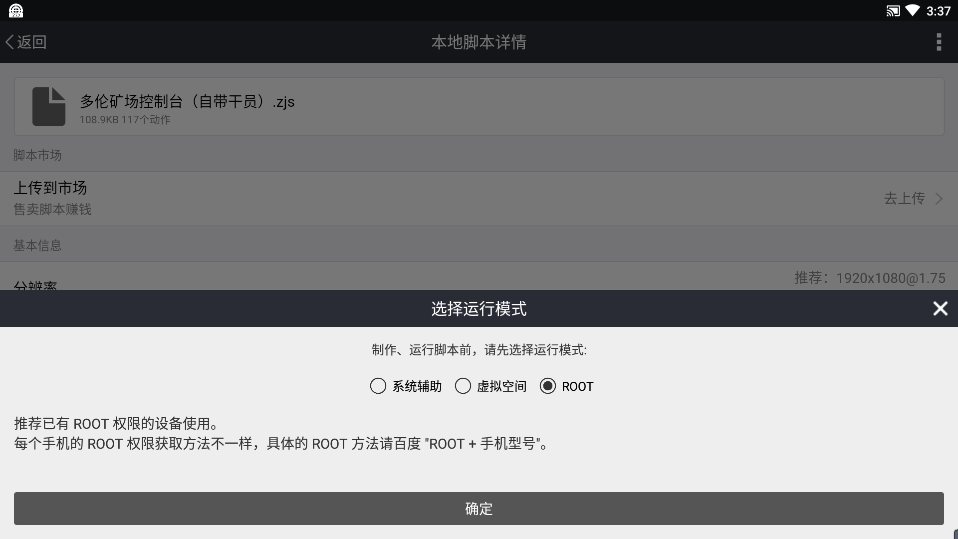 3:37
返回
本地脚本详情
多伦矿场控制台（自带干员）.zjs
108.9KB 117个动作
脚本市场
上传到市场
售卖脚本赚钱
去上传
基本信息
推荐：1920x1080@1.75
分辨率
选择运行模式
制作、运行脚本前，请先选择运行模式:
系统辅助 虚拟空间 ROOT
推荐已有 ROOT 权限的设备使用。
每个手机的 ROOT 权限获取方法不一样，具体的 ROOT 方法请百度 "ROOT + 手机型号"。
确定